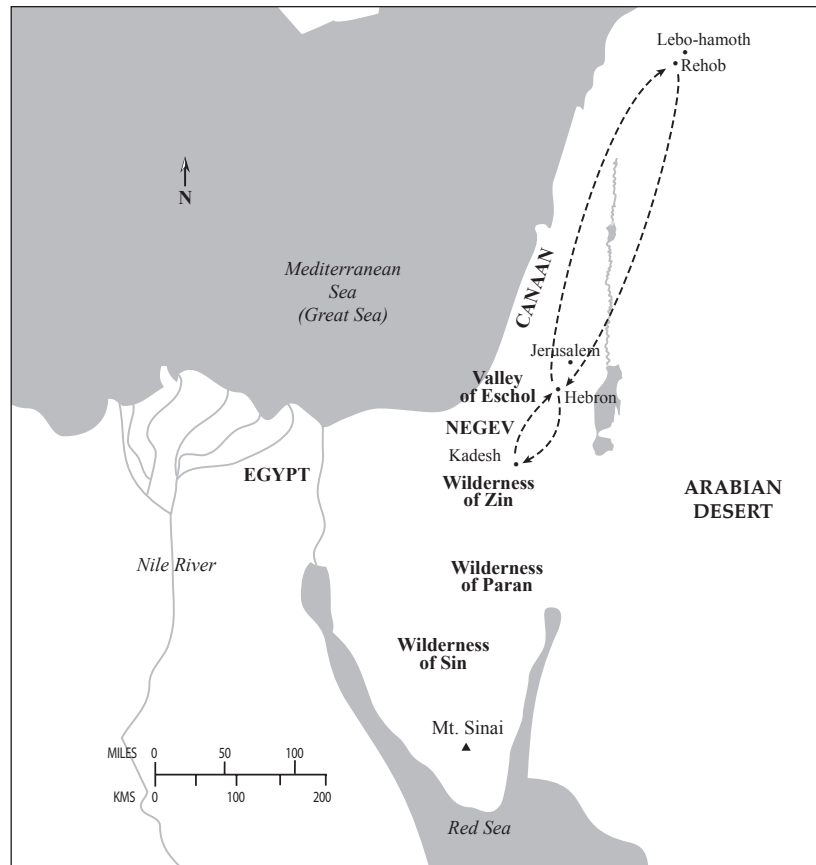 Lebo-hamoth
Rehob
N
Mediterranean
Sea
(Great Sea)
CANAAN
Jerusalem
Valley
of Eschol
Hebron
NEGEV
Kadesh
EGYPT
Wilderness
of Zin
ARABIAN
DESERT
Nile River
Wilderness
of Paran
Wilderness
of Sin
Mt. Sinai
MILES 0 50 100
KMS 0 100 200
Red Sea